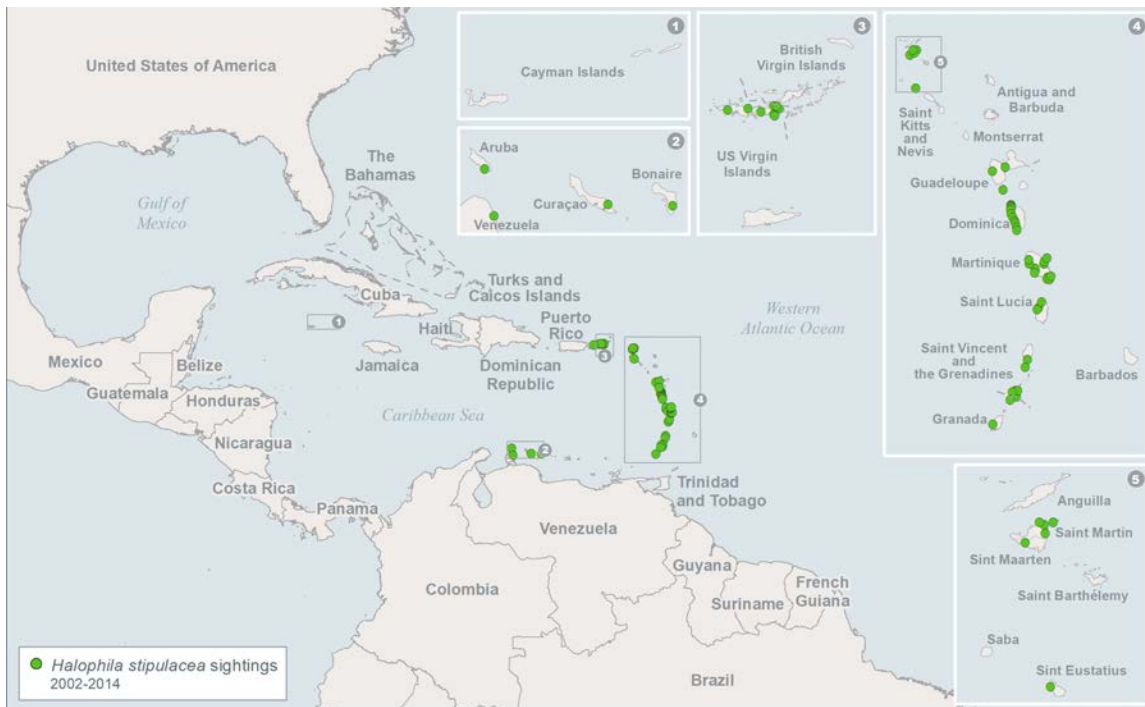 United States of America
Gulf of
Mexico
The
Bahamas
Cuba
Turks and
Caicos Islands
Haiti
Dominican
Republic
Puerto
Rico
Jamaica
Mexico
Belize
Guatemala
Honduras
Nicaragua
Costa Rica
Panama
Caribbean Sea
Western
Atlantic Ocean
Trinidad
and Tobago
Venezuela
Colombia
Guyana
Suriname
French
Guiana
Brazil
1
2
3
4
1
Cayman Islands
2
Aruba
Curaçao
Bonaire
Venezuela
3
British
Virgin Islands
US Virgin
Islands
4
5
Antigua and
Barbuda
Saint
Kitts
and
Nevis
Montserrat
Guadeloupe
Dominica
Martinique
Saint Lucia
Saint Vincent
and
the Grenadines
Barbados
Granada
5
Anguilla
Saint Martin
Sint Maarten
Saint Barthelemy
Saba
Sint Eustatius
Halophila stipulacea sightings
2002-2014